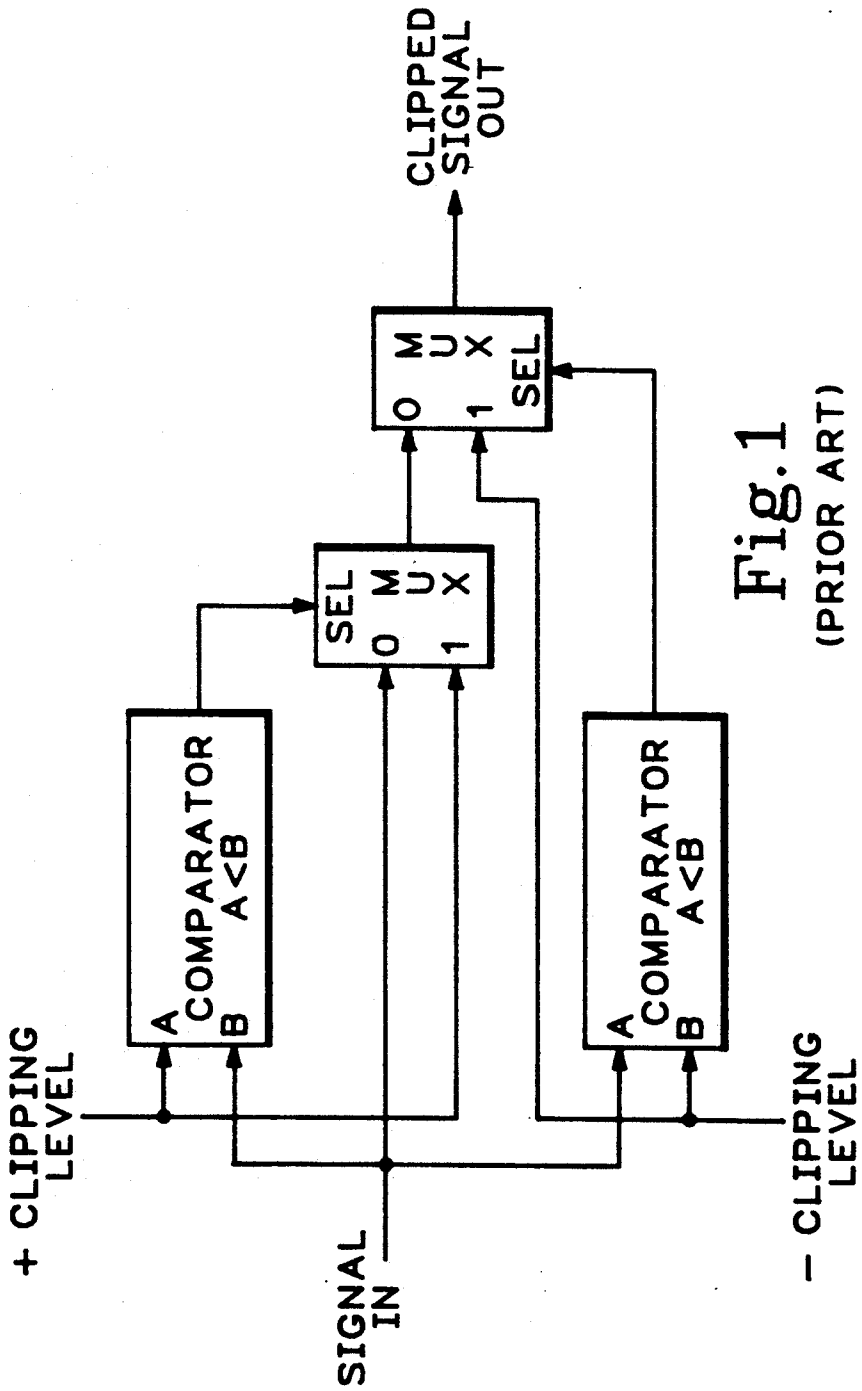 + CLIPPING
LEVEL
SIGNAL
IN
− CLIPPING
LEVEL
A
COMPARATOR
B A<B
A
COMPARATOR
B A<B
SEL
0 M
U
1 X
0 M
U
1 X
SEL
CLIPPED
SIGNAL
OUT
Fig.1
(PRIOR ART)